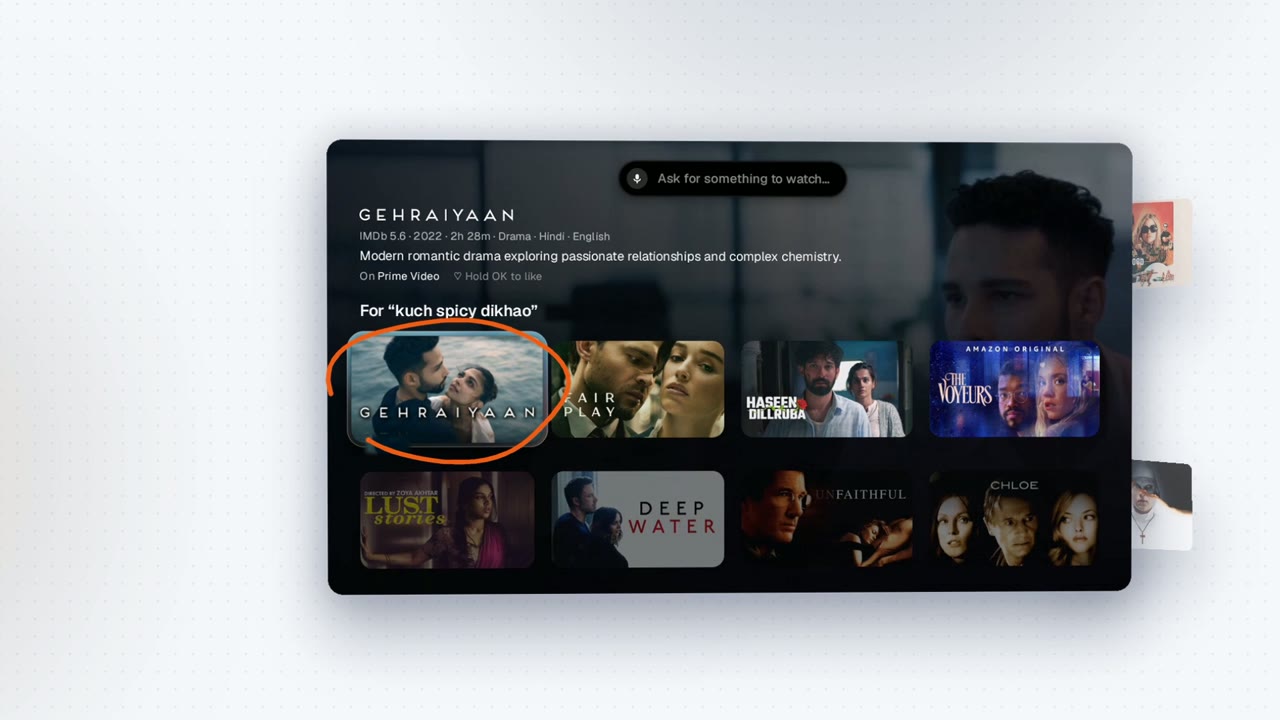 Ask for something to watch...
GEHRAIYAAN
IMDb 5.6 · 2022 · 2h 28m · Drama · Hindi · English
Modern romantic drama exploring passionate relationships and complex chemistry.
On Prime Video ♡ Hold OK to like
For “kuch spicy dikhao”
GEHRAIYAAN
FAIR
PLAY
HASEEN
DILLRUBA
AMAZON ORIGINAL
THE
VOYEURS
DIRECTED BY ZOYA AKHTAR
LUST
stories
DEEP
WATER
UNFAITHFUL
CHLOE